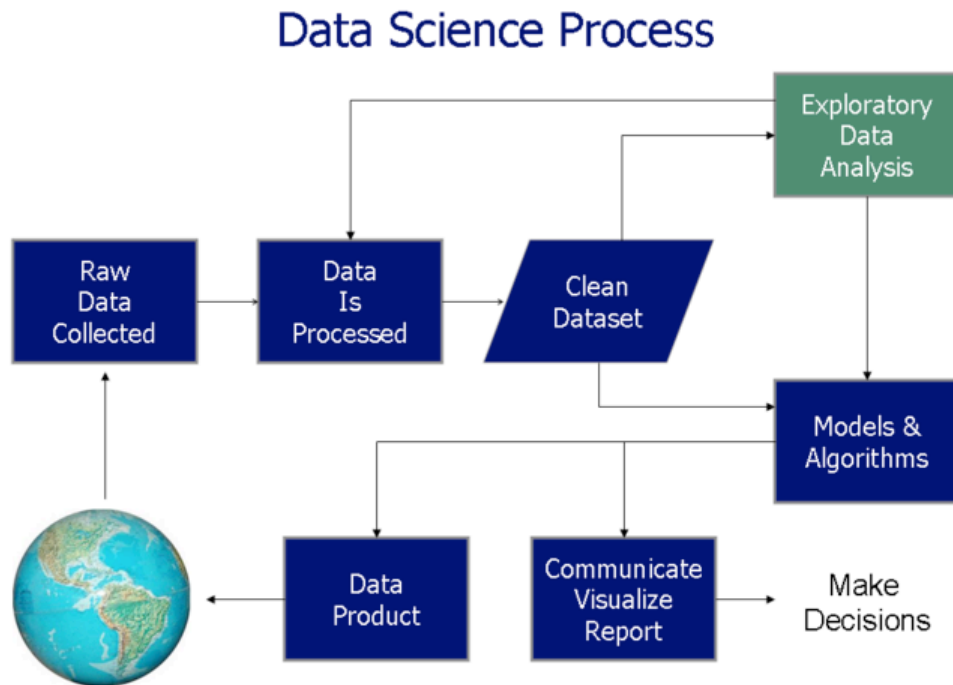 Data Science Process
Exploratory
Data
Analysis
Raw
Data
Collected
Data
Is
Processed
Clean
Dataset
Models &
Algorithms
Data
Product
Communicate
Visualize
Report
Make
Decisions